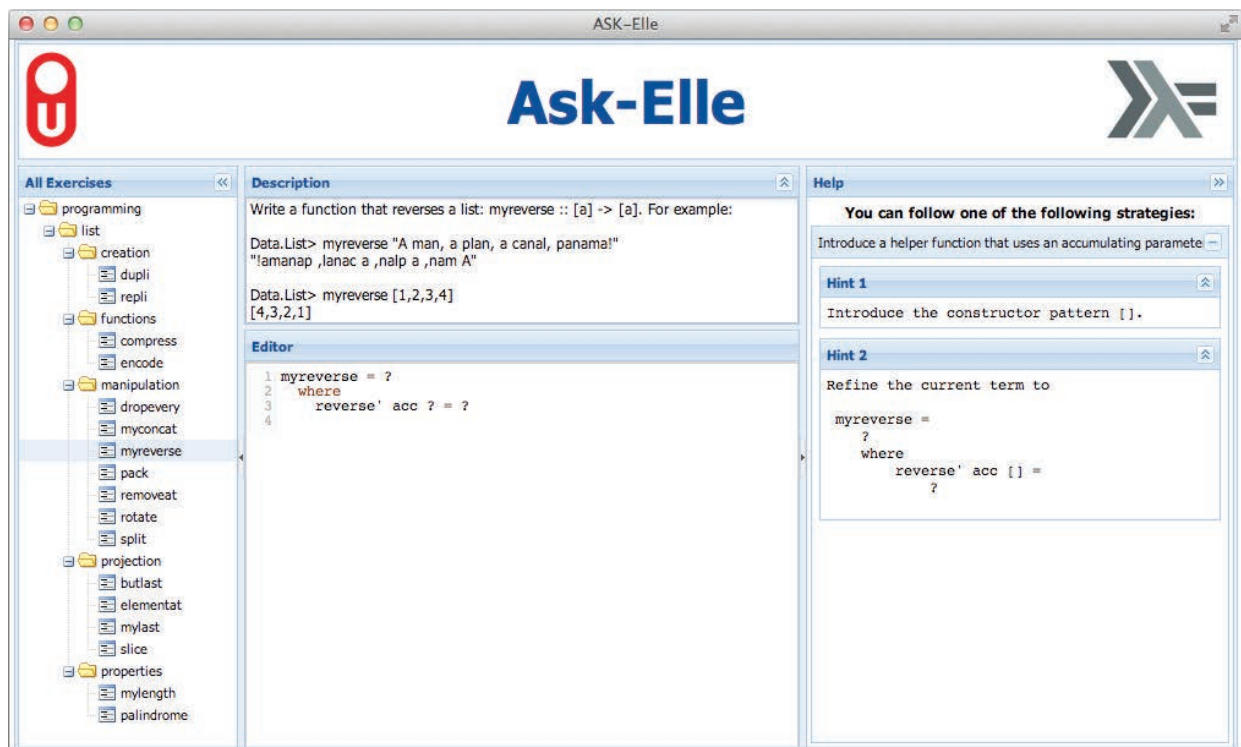 ASK-Elle
U
Ask-Elle
All Exercises
programming
list
creation
dupli
repli
functions
compress
encode
manipulation
dropevery
myconcat
myreverse
pack
removeat
rotate
split
projection
butlast
elementat
mylast
slice
properties
mylength
palindrome
Description
Write a function that reverses a list: myreverse :: [a] -> [a]. For example:
Data.List> myreverse "A man, a plan, a canal, panama!"
"!amanap ,lanac a ,nalp a ,nam A"
Data.List> myreverse [1,2,3,4]
[4,3,2,1]
Editor
1 myreverse = ?
2 where
3 reverse' acc ? = ?
4
Help
You can follow one of the following strategies:
Introduce a helper function that uses an accumulating paramete
Hint 1
Introduce the constructor pattern [].
Hint 2
Refine the current term to
myreverse =
?
where
reverse' acc [] =
?